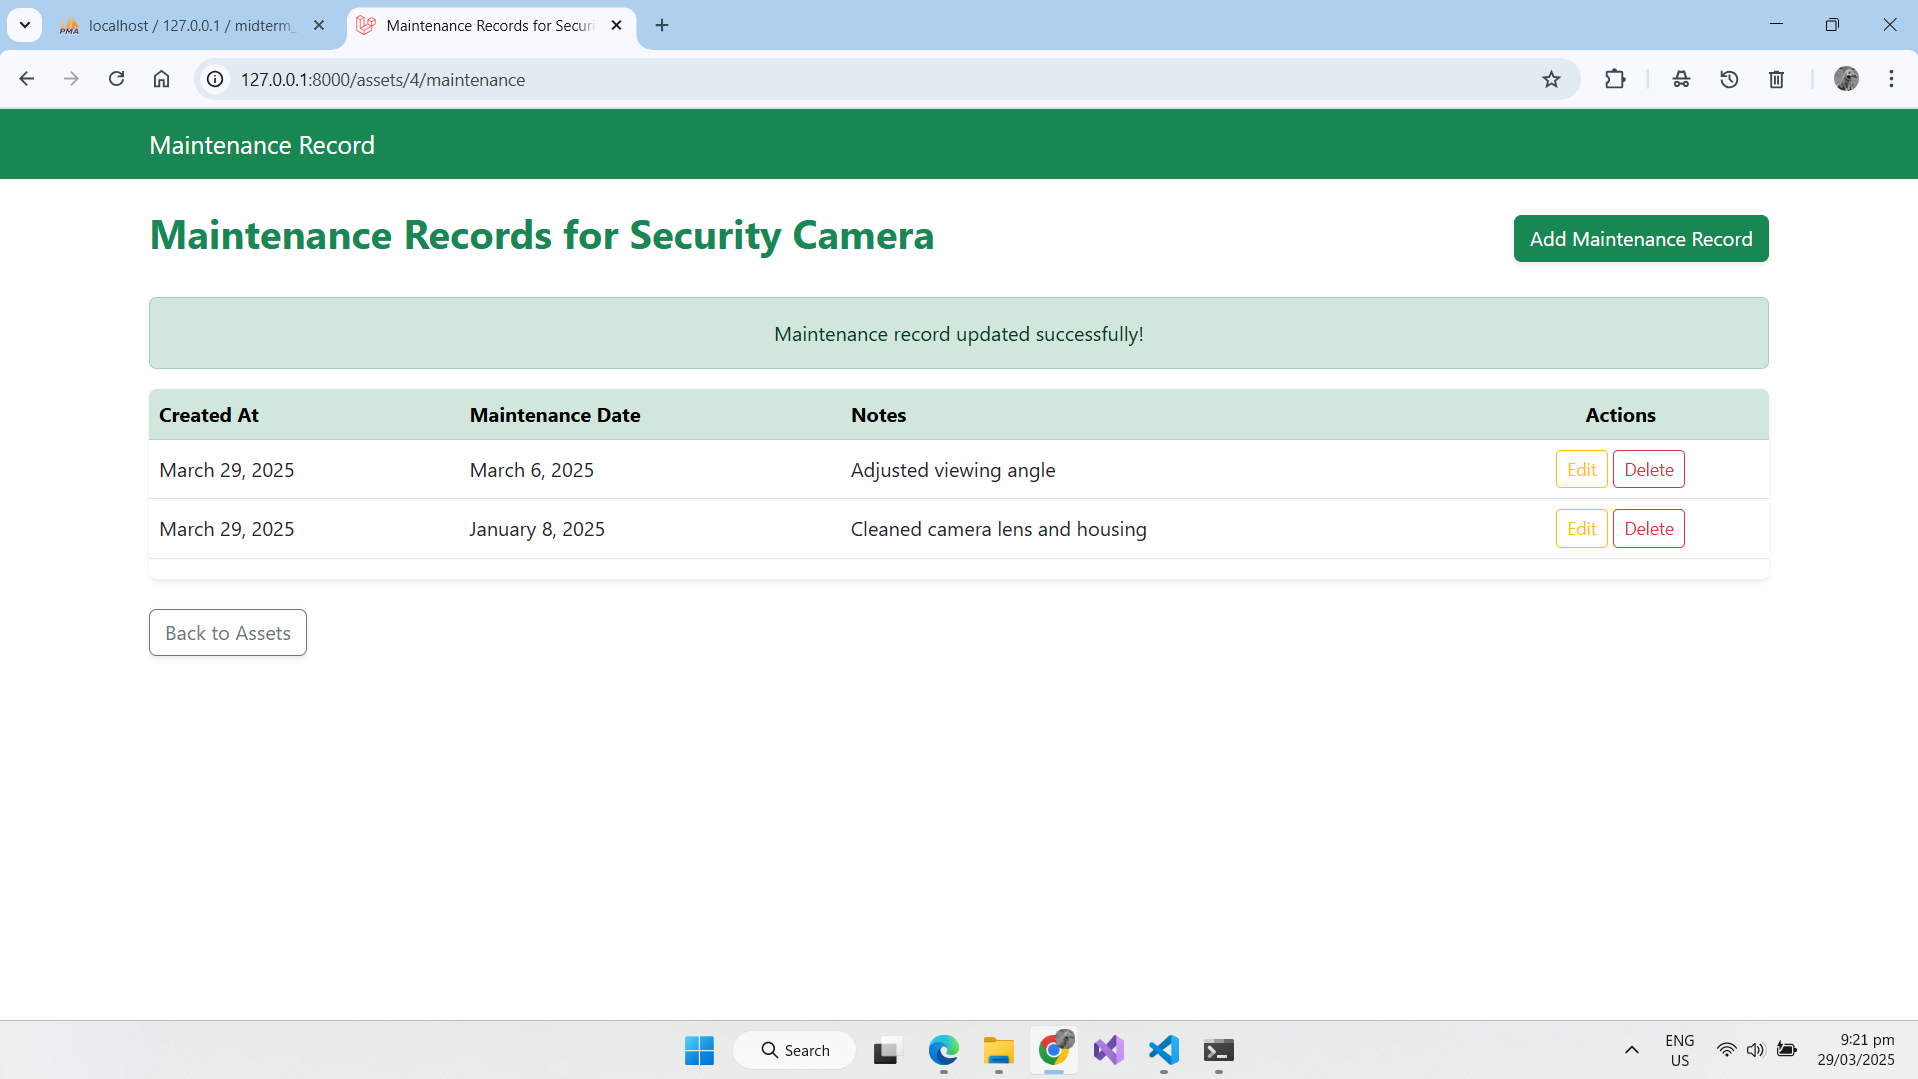 localhost / 127.0.0.1 / midterm_
Maintenance Records for Securi
127.0.0.1:8000/assets/4/maintenance
Maintenance Record
Maintenance Records for Security Camera
Add Maintenance Record
Maintenance record updated successfully!
Created At Maintenance Date Notes Actions
March 29, 2025 March 6, 2025 Adjusted viewing angle Edit Delete
March 29, 2025 January 8, 2025 Cleaned camera lens and housing Edit Delete
Back to Assets
Search
ENG
US
9:21 pm
29/03/2025
PMA